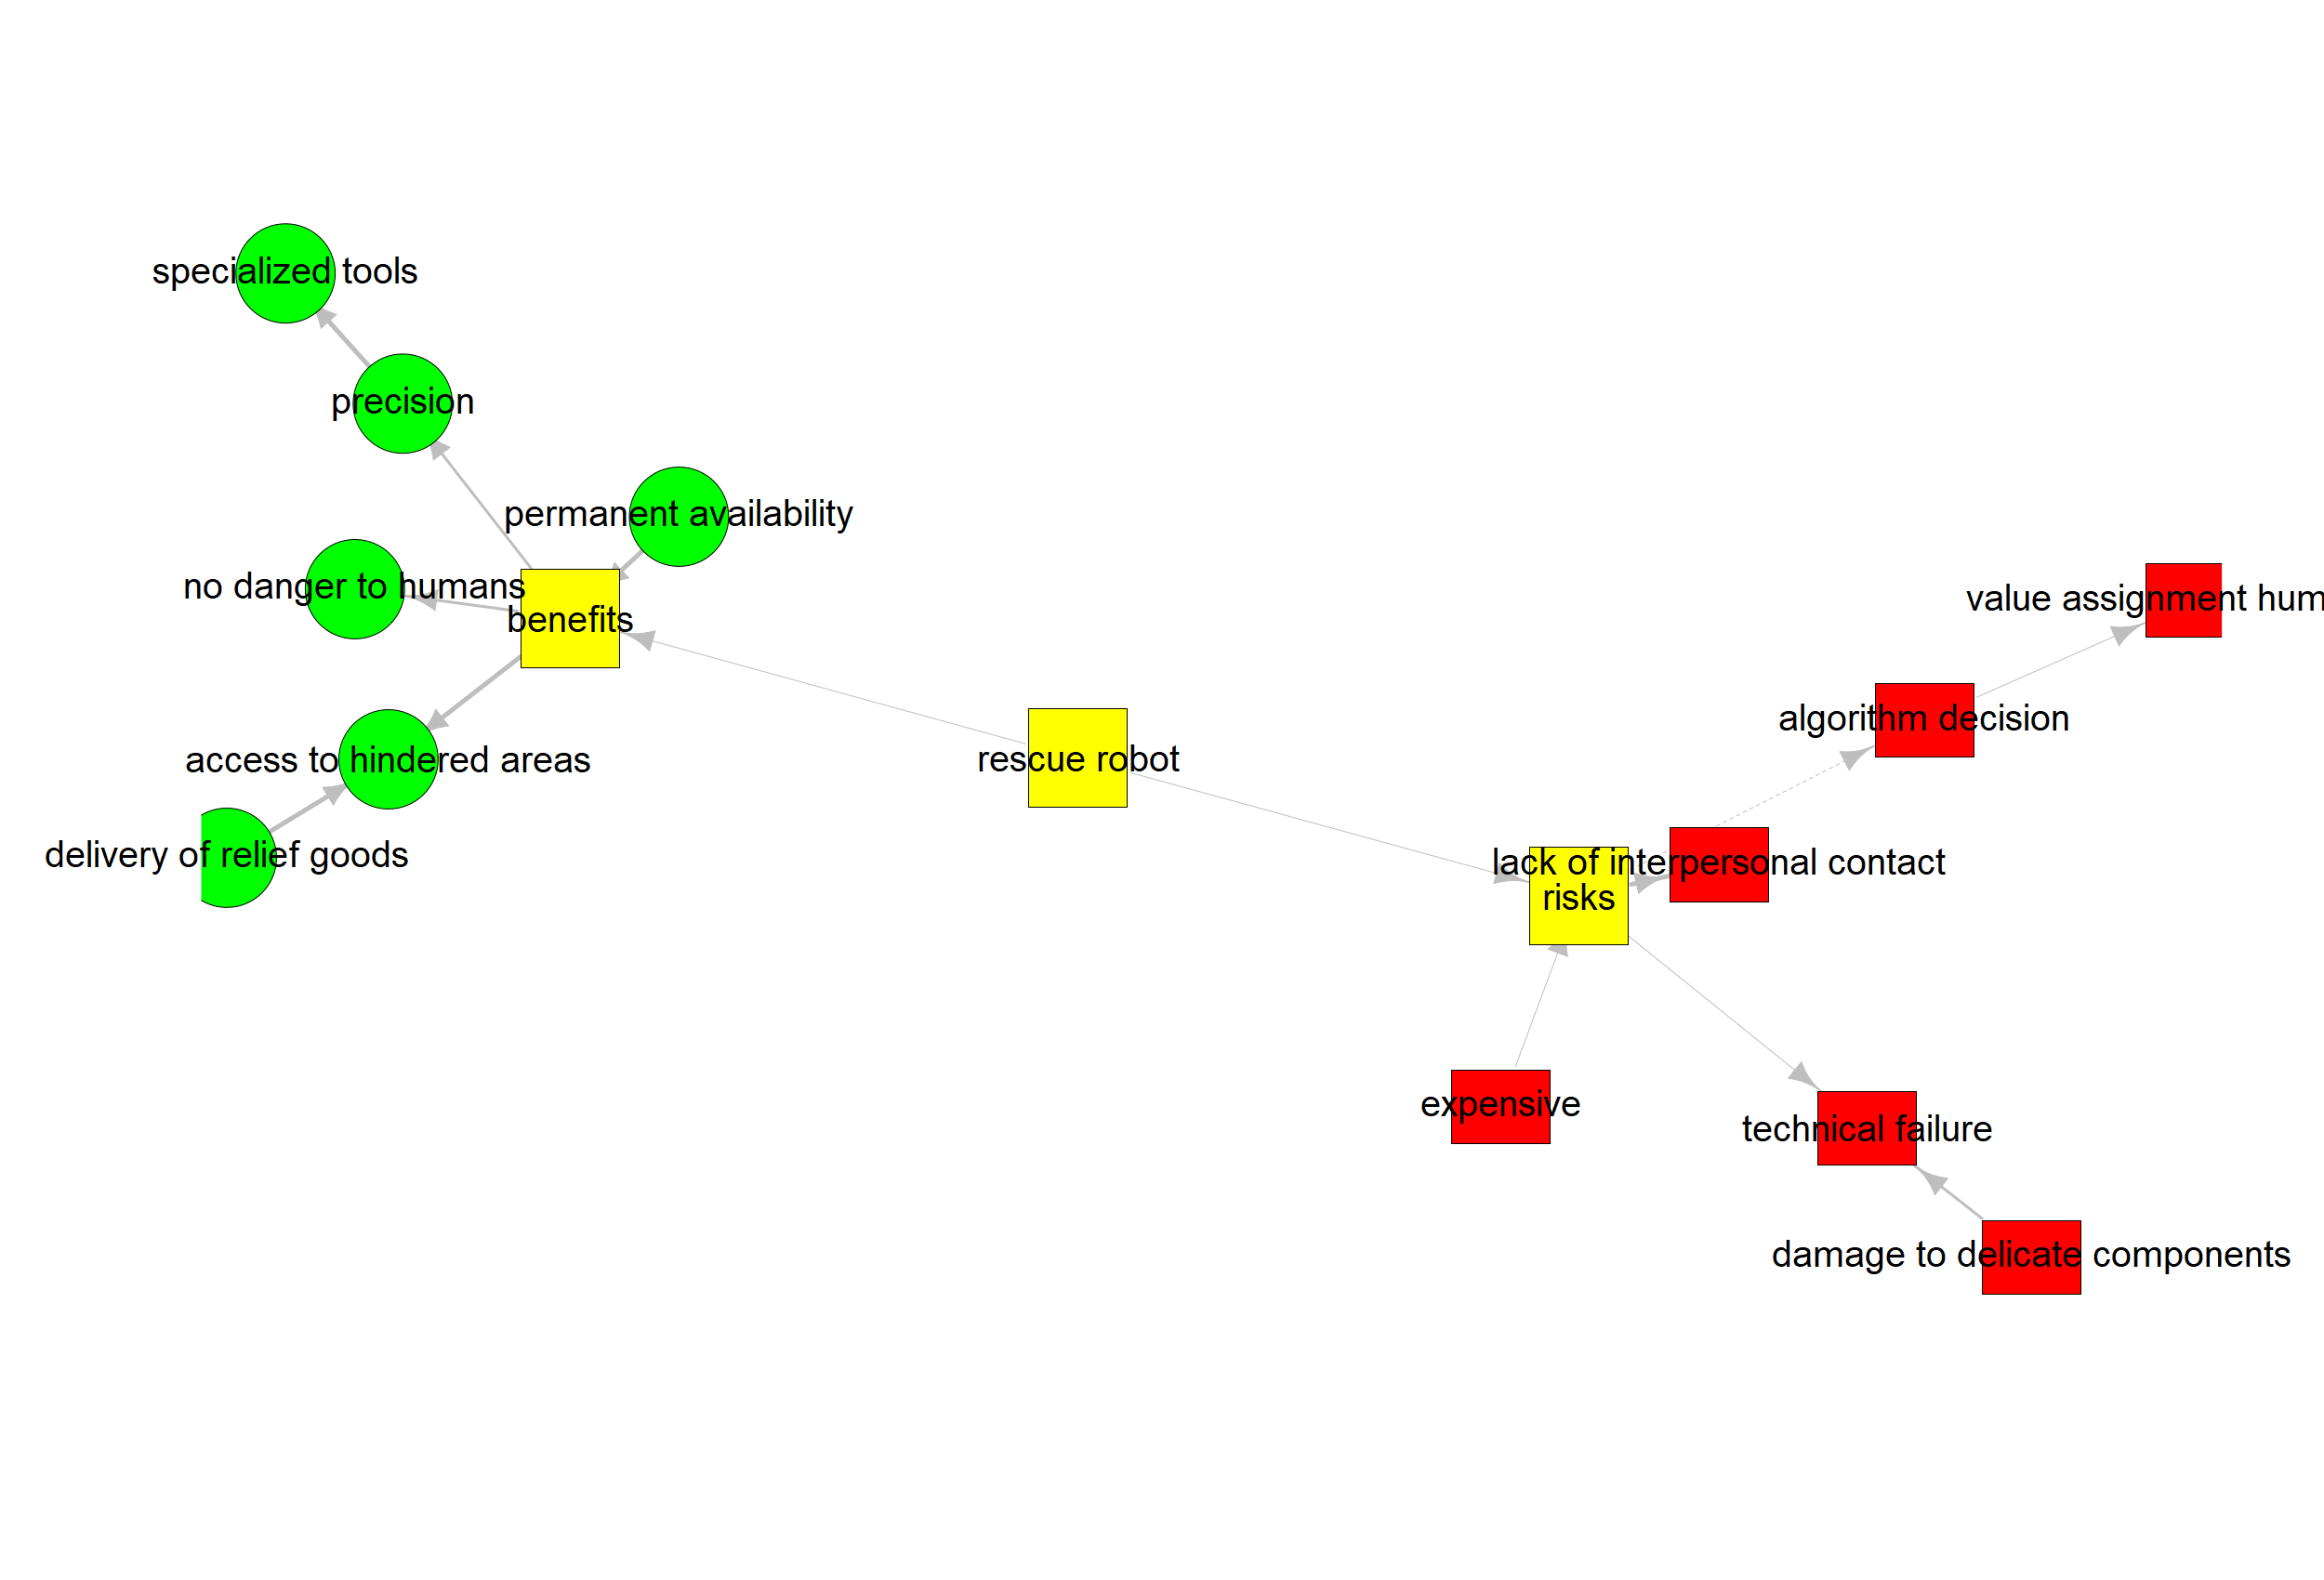 specialized tools
precision
permanent availability
no danger to humans
benefits
access to hindered areas
delivery of relief goods
rescue robot
value assignment hum
algorithm decision
lack of interpersonal contact
risks
expensive
technical failure
damage to delicate components